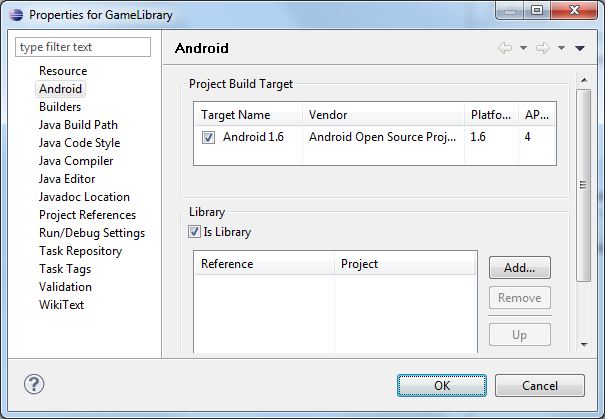 Properties for GameLibrary
type filter text
Resource
Android
Builders
Java Build Path
Java Code Style
Java Compiler
Java Editor
Javadoc Location
Project References
Run/Debug Settings
Task Repository
Task Tags
Validation
WikiText
Android
Project Build Target
Target Name Vendor Platfo... AP...
Android 1.6 Android Open Source Proj... 1.6 4
Library
Is Library
Reference Project
Add...
Remove
Up
?
OK Cancel